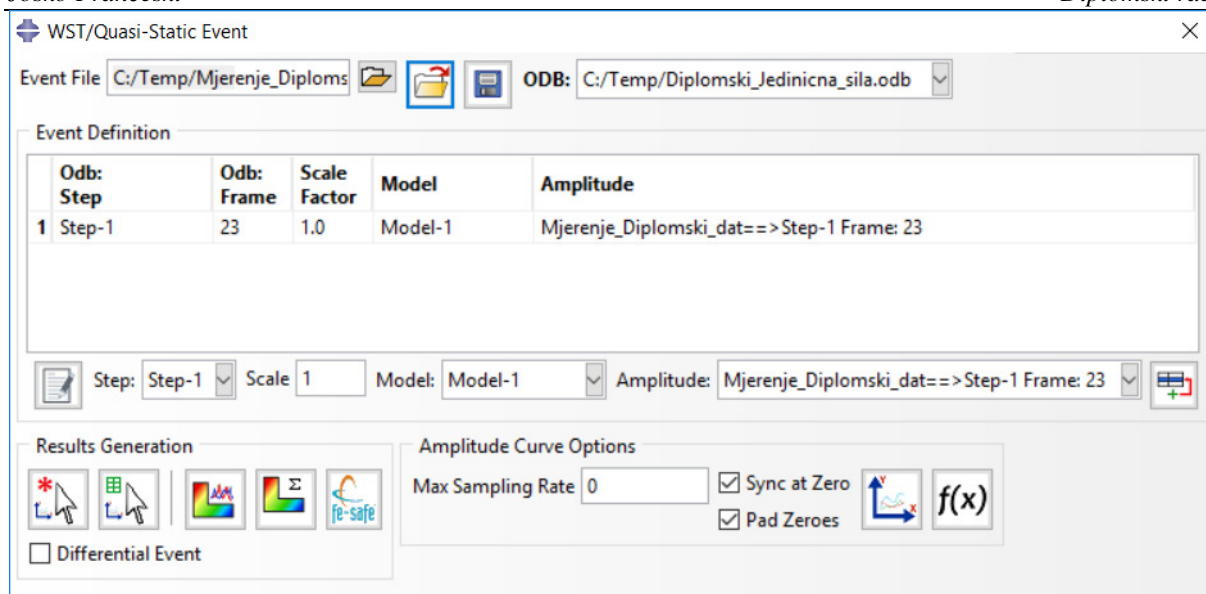 WST/Quasi-Static Event
Event File C:/Temp/Mjerenje_Diploms ODB: C:/Temp/Diplomski_Jedinicna_sila.odb
Event Definition
Odb: Step Odb: Frame Scale Factor Model Amplitude
1 Step-1 23 1.0 Model-1 Mjerenje_Diplomski_dat==>Step-1 Frame: 23
Step: Step-1 Scale 1 Model: Model-1 Amplitude: Mjerenje_Diplomski_dat==>Step-1 Frame: 23
Results Generation Amplitude Curve Options
Max Sampling Rate 0 Sync at Zero
Pad Zeroes
Σ fe-safe Y X f(x)
Differential Event